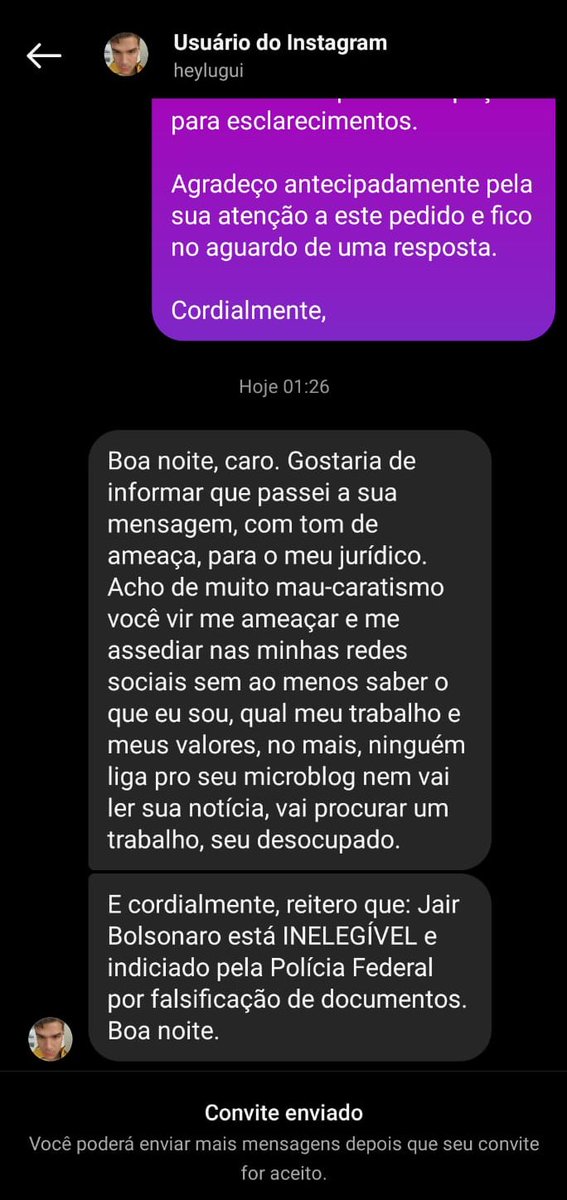 Usuário do Instagram
heylugui
para esclarecimentos.
Agradeço antecipadamente pela
sua atenção a este pedido e fico
no aguardo de uma resposta.
Cordialmente,
Hoje 01:26
Boa noite, caro. Gostaria de
informar que passei a sua
mensagem, com tom de
ameaça, para o meu jurídico.
Acho de muito mau-caratismo
você vir me ameaçar e me
assediar nas minhas redes
sociais sem ao menos saber o
que eu sou, qual meu trabalho e
meus valores, no mais, ninguém
liga pro seu microblog nem vai
ler sua notícia, vai procurar um
trabalho, seu desocupado.
E cordialmente, reitero que: Jair
Bolsonaro está INELEGÍVEL e
indiciado pela Polícia Federal
por falsificação de documentos.
Boa noite.
Convite enviado
Você poderá enviar mais mensagens depois que seu convite
for aceito.